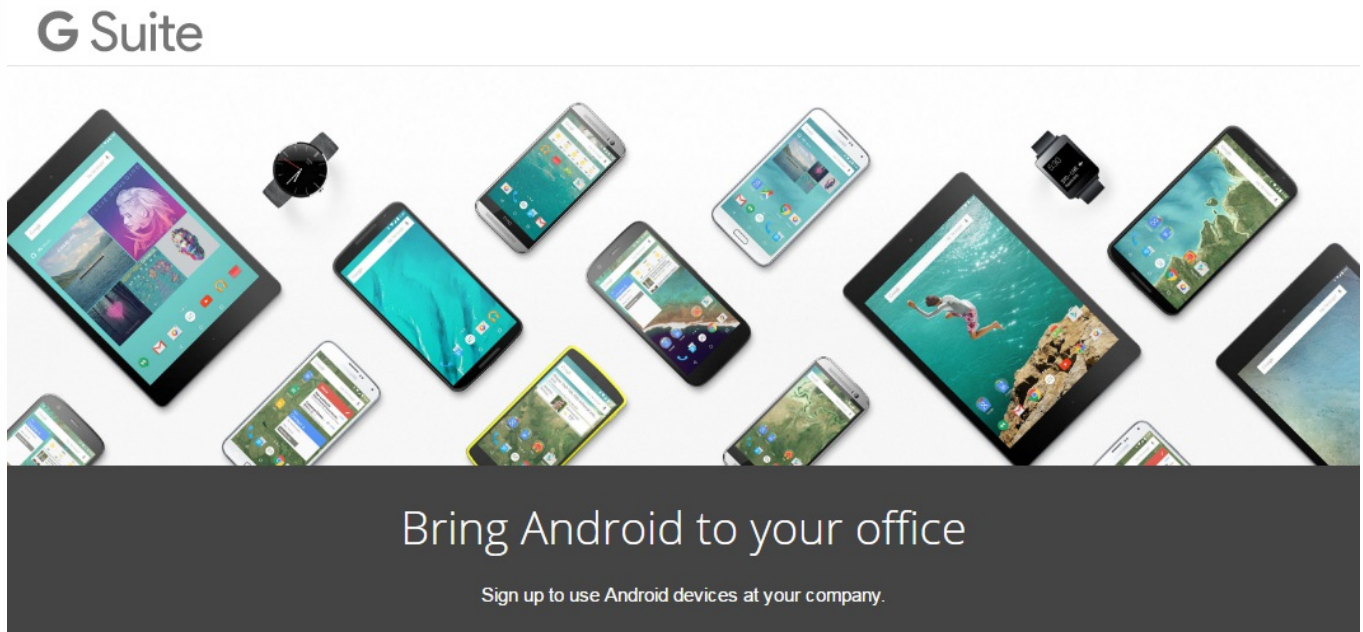 G Suite
Bring Android to your office
Sign up to use Android devices at your company.